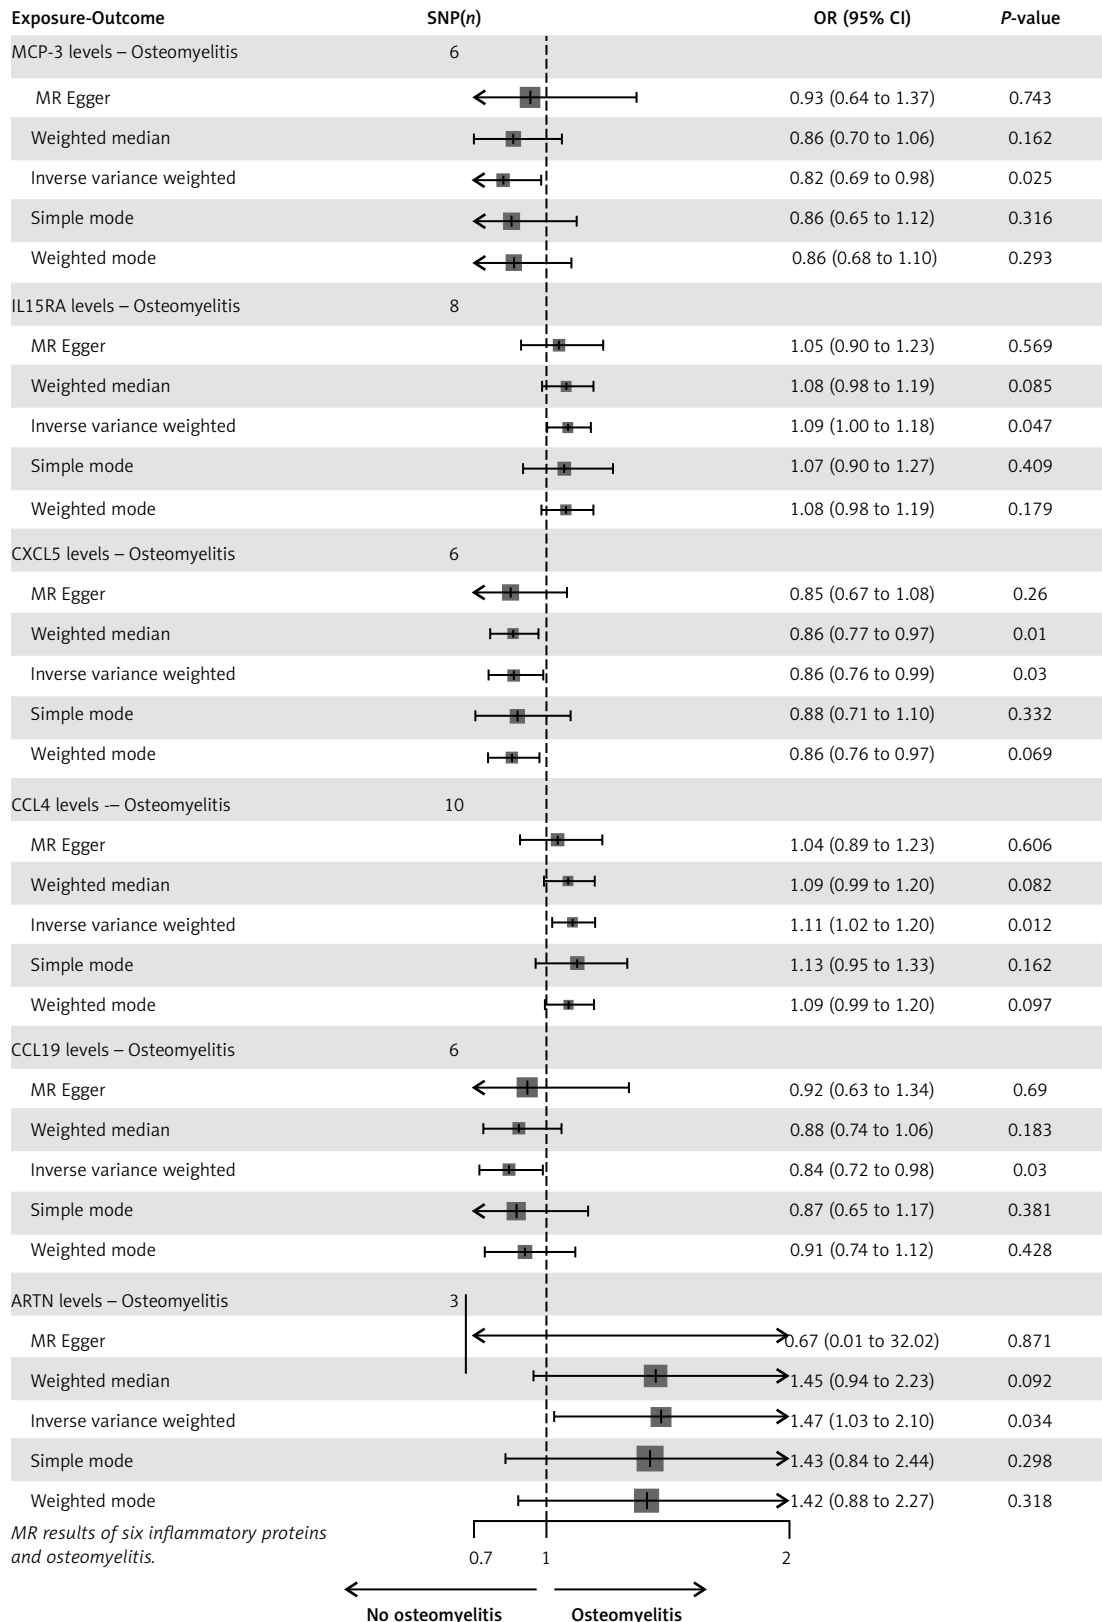 Exposure-Outcome SNP(n) OR (95% CI) P-value
MCP-3 levels – Osteomyelitis 6
MR Egger 0.93 (0.64 to 1.37) 0.743
Weighted median 0.86 (0.70 to 1.06) 0.162
Inverse variance weighted 0.82 (0.69 to 0.98) 0.025
Simple mode 0.86 (0.65 to 1.12) 0.316
Weighted mode 0.86 (0.68 to 1.10) 0.293
IL15RA levels – Osteomyelitis 8
MR Egger 1.05 (0.90 to 1.23) 0.569
Weighted median 1.08 (0.98 to 1.19) 0.085
Inverse variance weighted 1.09 (1.00 to 1.18) 0.047
Simple mode 1.07 (0.90 to 1.27) 0.409
Weighted mode 1.08 (0.98 to 1.19) 0.179
CXCL5 levels – Osteomyelitis 6
MR Egger 0.85 (0.67 to 1.08) 0.26
Weighted median 0.86 (0.77 to 0.97) 0.01
Inverse variance weighted 0.86 (0.76 to 0.99) 0.03
Simple mode 0.88 (0.71 to 1.10) 0.332
Weighted mode 0.86 (0.76 to 0.97) 0.069
CCL4 levels -– Osteomyelitis 10
MR Egger 1.04 (0.89 to 1.23) 0.606
Weighted median 1.09 (0.99 to 1.20) 0.082
Inverse variance weighted 1.11 (1.02 to 1.20) 0.012
Simple mode 1.13 (0.95 to 1.33) 0.162
Weighted mode 1.09 (0.99 to 1.20) 0.097
CCL19 levels – Osteomyelitis 6
MR Egger 0.92 (0.63 to 1.34) 0.69
Weighted median 0.88 (0.74 to 1.06) 0.183
Inverse variance weighted 0.84 (0.72 to 0.98) 0.03
Simple mode 0.87 (0.65 to 1.17) 0.381
Weighted mode 0.91 (0.74 to 1.12) 0.428
ARTN levels – Osteomyelitis 3
MR Egger 0.67 (0.01 to 32.02) 0.871
Weighted median 1.45 (0.94 to 2.23) 0.092
Inverse variance weighted 1.47 (1.03 to 2.10) 0.034
Simple mode 1.43 (0.84 to 2.44) 0.298
Weighted mode 1.42 (0.88 to 2.27) 0.318
MR results of six inflammatory proteins
and osteomyelitis. 0.7 1 2
No osteomyelitis Osteomyelitis